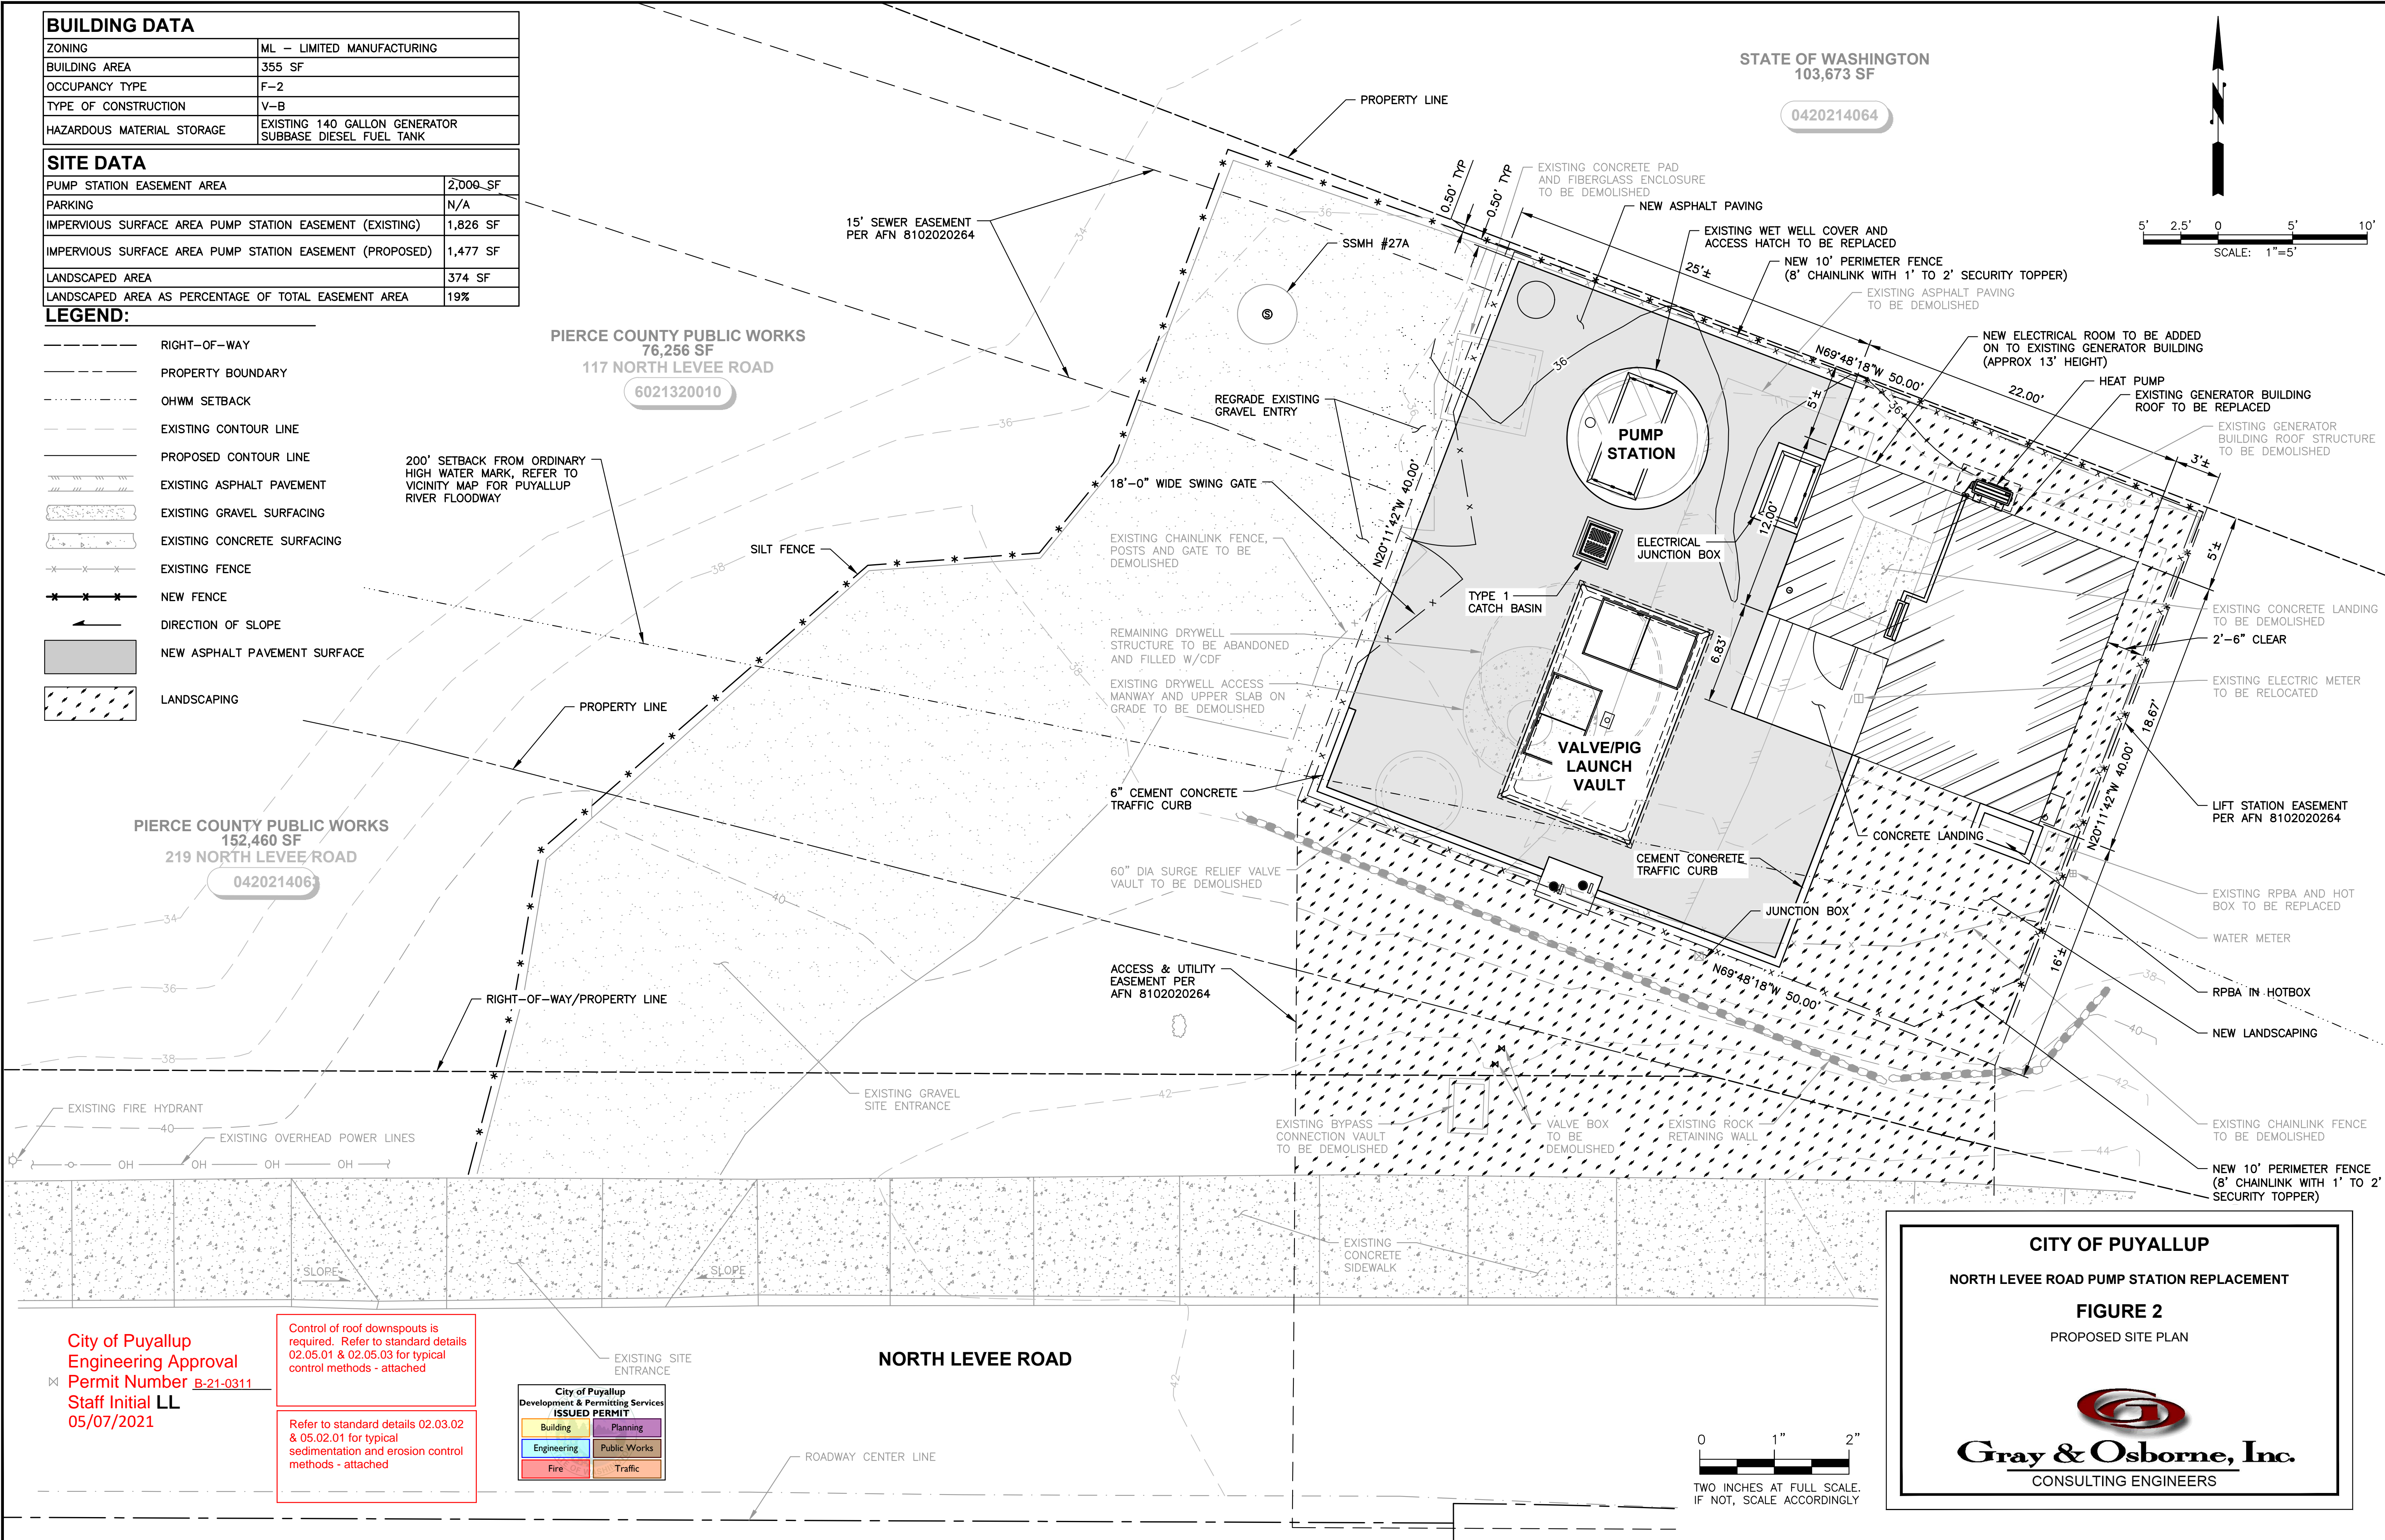 BUILDING DATA
ZONING ML – LIMITED MANUFACTURING
BUILDING AREA 355 SF
OCCUPANCY TYPE F–2
TYPE OF CONSTRUCTION V–B
HAZARDOUS MATERIAL STORAGE EXISTING 140 GALLON GENERATOR
SUBBASE DIESEL FUEL TANK
SITE DATA
PUMP STATION EASEMENT AREA 2,000 SF
PARKING N/A
IMPERVIOUS SURFACE AREA PUMP STATION EASEMENT (EXISTING) 1,826 SF
IMPERVIOUS SURFACE AREA PUMP STATION EASEMENT (PROPOSED) 1,477 SF
LANDSCAPED AREA 374 SF
LANDSCAPED AREA AS PERCENTAGE OF TOTAL EASEMENT AREA 19%
LEGEND:
RIGHT–OF–WAY
PROPERTY BOUNDARY
OHWM SETBACK
EXISTING CONTOUR LINE
PROPOSED CONTOUR LINE
EXISTING ASPHALT PAVEMENT
EXISTING GRAVEL SURFACING
EXISTING CONCRETE SURFACING
EXISTING FENCE
NEW FENCE
DIRECTION OF SLOPE
NEW ASPHALT PAVEMENT SURFACE
LANDSCAPING
STATE OF WASHINGTON
103,673 SF
0420214064
N
5' 2.5' 0 5' 10'
SCALE: 1"=5'
PROPERTY LINE
0.50' TYP
0.50' TYP
EXISTING CONCRETE PAD
AND FIBERGLASS ENCLOSURE
TO BE DEMOLISHED
NEW ASPHALT PAVING
15' SEWER EASEMENT
PER AFN 8102020264
SSMH #27A
S
EXISTING WET WELL COVER AND
ACCESS HATCH TO BE REPLACED
25'±
NEW 10' PERIMETER FENCE
(8' CHAINLINK WITH 1' TO 2' SECURITY TOPPER)
EXISTING ASPHALT PAVING
TO BE DEMOLISHED
NEW ELECTRICAL ROOM TO BE ADDED
ON TO EXISTING GENERATOR BUILDING
(APPROX 13' HEIGHT)
N69°48'18"W 50.00'
22.00'
HEAT PUMP
EXISTING GENERATOR BUILDING
ROOF TO BE REPLACED
EXISTING GENERATOR
BUILDING ROOF STRUCTURE
TO BE DEMOLISHED
3'±
5'±
5'±
PIERCE COUNTY PUBLIC WORKS
76,256 SF
117 NORTH LEVEE ROAD
6021320010
REGRADE EXISTING
GRAVEL ENTRY
PUMP
STATION
200' SETBACK FROM ORDINARY
HIGH WATER MARK, REFER TO
VICINITY MAP FOR PUYALLUP
RIVER FLOODWAY
18'–0" WIDE SWING GATE
N20°11'42"W 40.00'
SILT FENCE
EXISTING CHAINLINK FENCE,
POSTS AND GATE TO BE
DEMOLISHED
ELECTRICAL
JUNCTION BOX
12.00'
TYPE 1
CATCH BASIN
EXISTING CONCRETE LANDING
TO BE DEMOLISHED
2'–6" CLEAR
REMAINING DRYWELL
STRUCTURE TO BE ABANDONED
AND FILLED W/CDF
6.83'
EXISTING DRYWELL ACCESS
MANWAY AND UPPER SLAB ON
GRADE TO BE DEMOLISHED
EXISTING ELECTRIC METER
TO BE RELOCATED
PROPERTY LINE
VALVE/PIG
LAUNCH
VAULT
18.67'
N20°11'42"W 40.00'
6" CEMENT CONCRETE
TRAFFIC CURB
LIFT STATION EASEMENT
PER AFN 8102020264
PIERCE COUNTY PUBLIC WORKS
152,460 SF
219 NORTH LEVEE ROAD
0420214063
CONCRETE LANDING
CEMENT CONCRETE
TRAFFIC CURB
60" DIA SURGE RELIEF VALVE
VAULT TO BE DEMOLISHED
EXISTING RPBA AND HOT
BOX TO BE REPLACED
JUNCTION BOX
WATER METER
16'±
ACCESS & UTILITY
EASEMENT PER
AFN 8102020264
N69°48'18"W 50.00'
RIGHT–OF–WAY/PROPERTY LINE
RPBA IN HOTBOX
NEW LANDSCAPING
EXISTING GRAVEL
SITE ENTRANCE
EXISTING FIRE HYDRANT
EXISTING OVERHEAD POWER LINES
OH OH OH OH
EXISTING BYPASS
CONNECTION VAULT
TO BE DEMOLISHED
VALVE BOX
TO BE
DEMOLISHED
EXISTING ROCK
RETAINING WALL
EXISTING CHAINLINK FENCE
TO BE DEMOLISHED
NEW 10' PERIMETER FENCE
(8' CHAINLINK WITH 1' TO 2'
SECURITY TOPPER)
34
36
38
40
34
36
36
38
38
40
42
36
36
36
38
40
42
44
42
SLOPE
SLOPE
EXISTING
CONCRETE
SIDEWALK
EXISTING SITE
ENTRANCE
NORTH LEVEE ROAD
ROADWAY CENTER LINE
City of Puyallup
Engineering Approval
Permit Number B-21-0311
Staff Initial LL
05/07/2021
Control of roof downspouts is
required. Refer to standard details
02.05.01 & 02.05.03 for typical
control methods - attached
Refer to standard details 02.03.02
& 05.02.01 for typical
sedimentation and erosion control
methods - attached
City of Puyallup
Development & Permitting Services
ISSUED PERMIT
Building Planning
Engineering Public Works
Fire Traffic
0 1" 2"
TWO INCHES AT FULL SCALE.
IF NOT, SCALE ACCORDINGLY
CITY OF PUYALLUP
NORTH LEVEE ROAD PUMP STATION REPLACEMENT
FIGURE 2
PROPOSED SITE PLAN
G
Gray & Osborne, Inc.
CONSULTING ENGINEERS